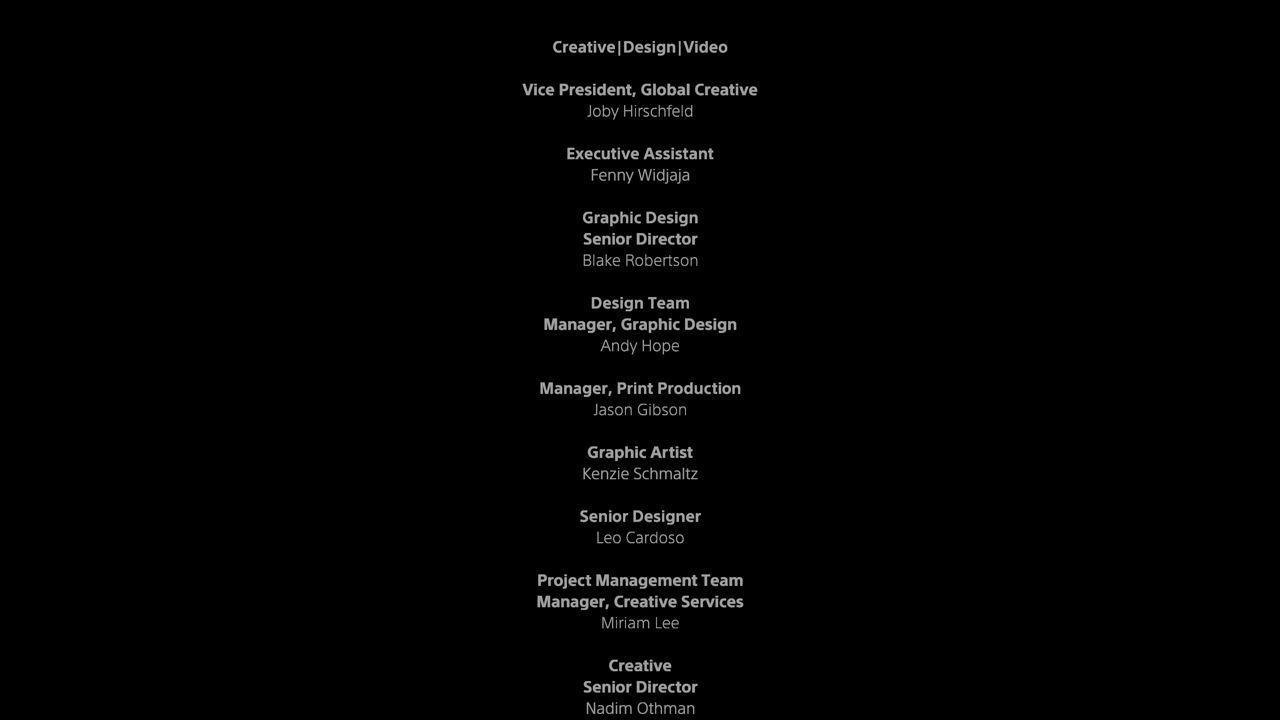 Creative|Design|Video
Vice President, Global Creative
Joby Hirschfeld
Executive Assistant
Fenny Widjaja
Graphic Design
Senior Director
Blake Robertson
Design Team
Manager, Graphic Design
Andy Hope
Manager, Print Production
Jason Gibson
Graphic Artist
Kenzie Schmaltz
Senior Designer
Leo Cardoso
Project Management Team
Manager, Creative Services
Miriam Lee
Creative
Senior Director
Nadim Othman